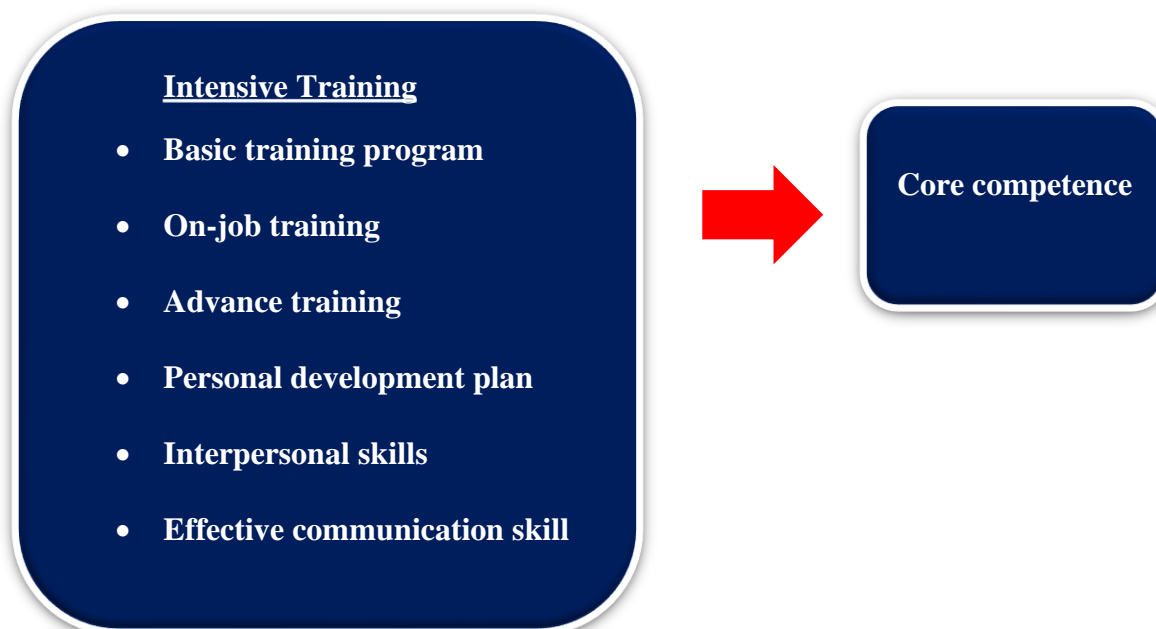 Intensive Training
• Basic training program
• On-job training
• Advance training
• Personal development plan
• Interpersonal skills
• Effective communication skill
Core competence